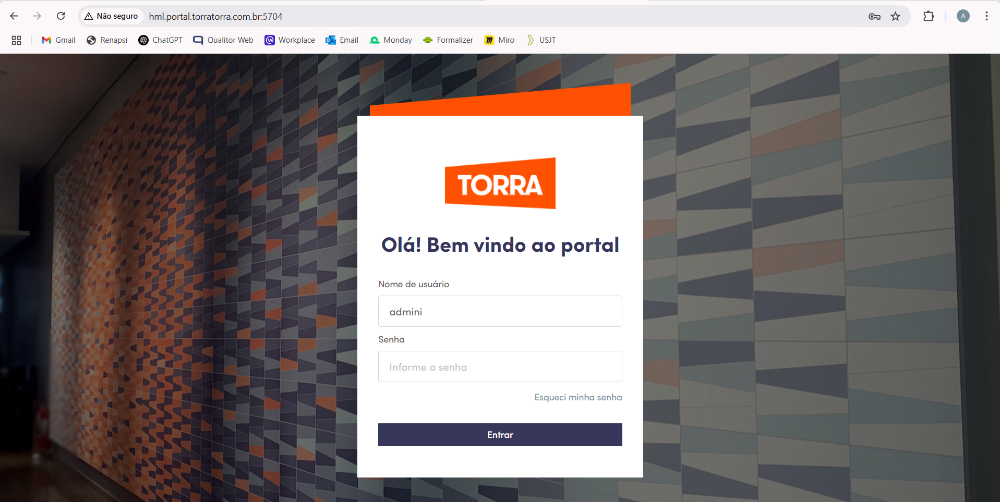 Não seguro hml.portal.torratorra.com.br:5704 A
Gmail Renapsi ChatGPT Qualitor Web Workplace Email Monday Formalizer Miro USJT
TORRA
Olá! Bem vindo ao portal
Nome de usuário
admini
Senha
Informe a senha
Esqueci minha senha
Entrar